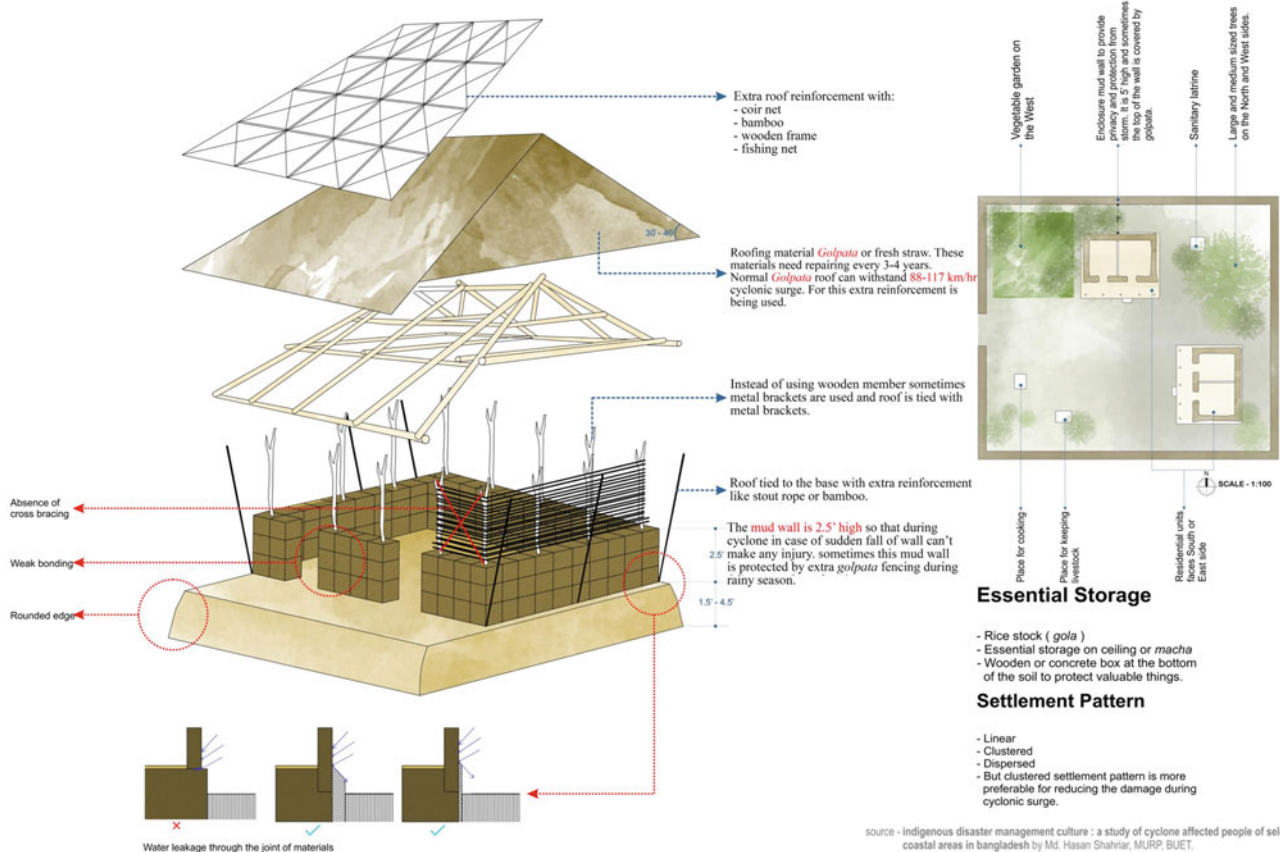 Extra roof reinforcement with:
- coir net
- bamboo
- wooden frame
- fishing net
30 - 40°
Roofing material Golpata or fresh straw. These
materials need repairing every 3-4 years.
Normal Golpata roof can withstand 88-117 km/hr
cyclonic surge. For this extra reinforcement is
being used.
Instead of using wooden member sometimes
metal brackets are used and roof is tied with
metal brackets.
Roof tied to the base with extra reinforcement
like stout rope or bamboo.
The mud wall is 2.5' high so that during
cyclone in case of sudden fall of wall can't
make any injury. sometimes this mud wall
is protected by extra golpata fencing during
rainy season.
2.5'
1.5' - 4.5'
Absence of
cross bracing
Weak bonding
Rounded edge
Water leakage through the joint of materials
Vegetable garden on
the West
Enclosure mud wall to provide
privacy and protection from
storm. It is 5' high and sometimes
the top of the wall is covered by
golpata.
Sanitary latrine
Large and medium sized trees
on the North and West sides.
Place for cooking
Place for keeping
livestock
Residential units
faces South or
East side
N
SCALE - 1:100
Essential Storage
- Rice stock ( gola )
- Essential storage on ceiling or macha
- Wooden or concrete box at the bottom
of the soil to protect valuable things.
Settlement Pattern
- Linear
- Clustered
- Dispersed
- But clustered settlement pattern is more
preferable for reducing the damage during
cyclonic surge.
source - indigenous disaster management culture : a study of cyclone affected people of sel
coastal areas in bangladesh by Md. Hasan Shahriar, MURP, BUET.